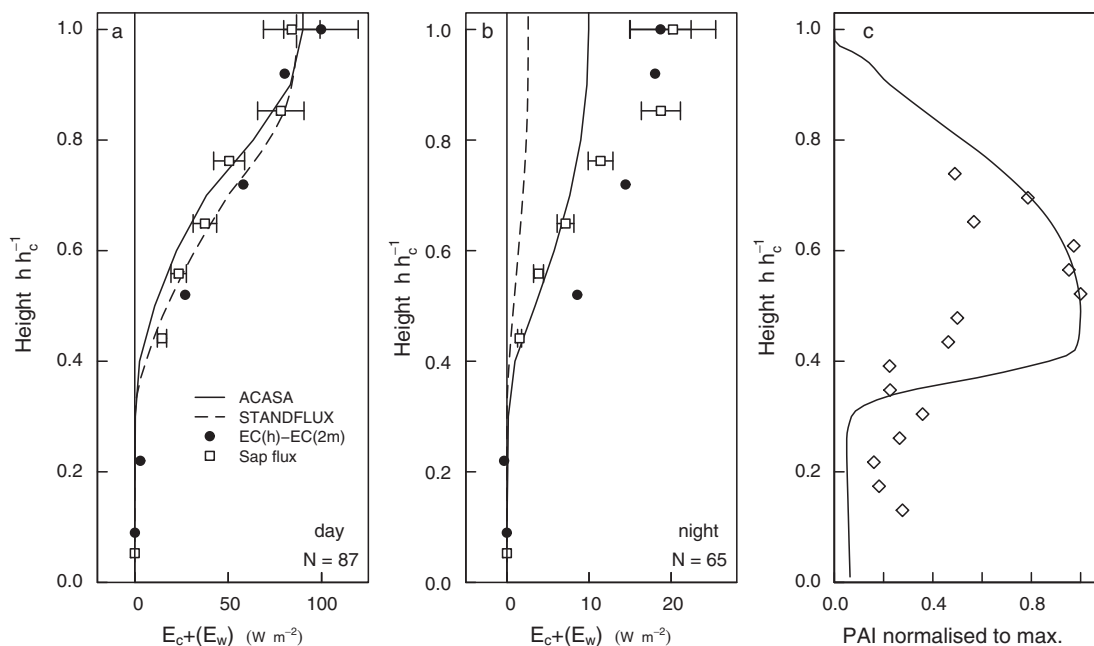 a
1.0
0.8
0.6
0.4
0.2
0.0
Height h h_c^{-1}
ACASA
STANDFLUX
EC(h)−EC(2m)
Sap flux
day
N = 87
0 50 100
E_c+(E_w) (W m^{−2})
b
1.0
0.8
0.6
0.4
0.2
0.0
Height h h_c^{-1}
night
N = 65
0 10 20
E_c+(E_w) (W m^{−2})
c
1.0
0.8
0.6
0.4
0.2
0.0
Height h h_c^{-1}
0.0 0.4 0.8
PAI normalised to max.